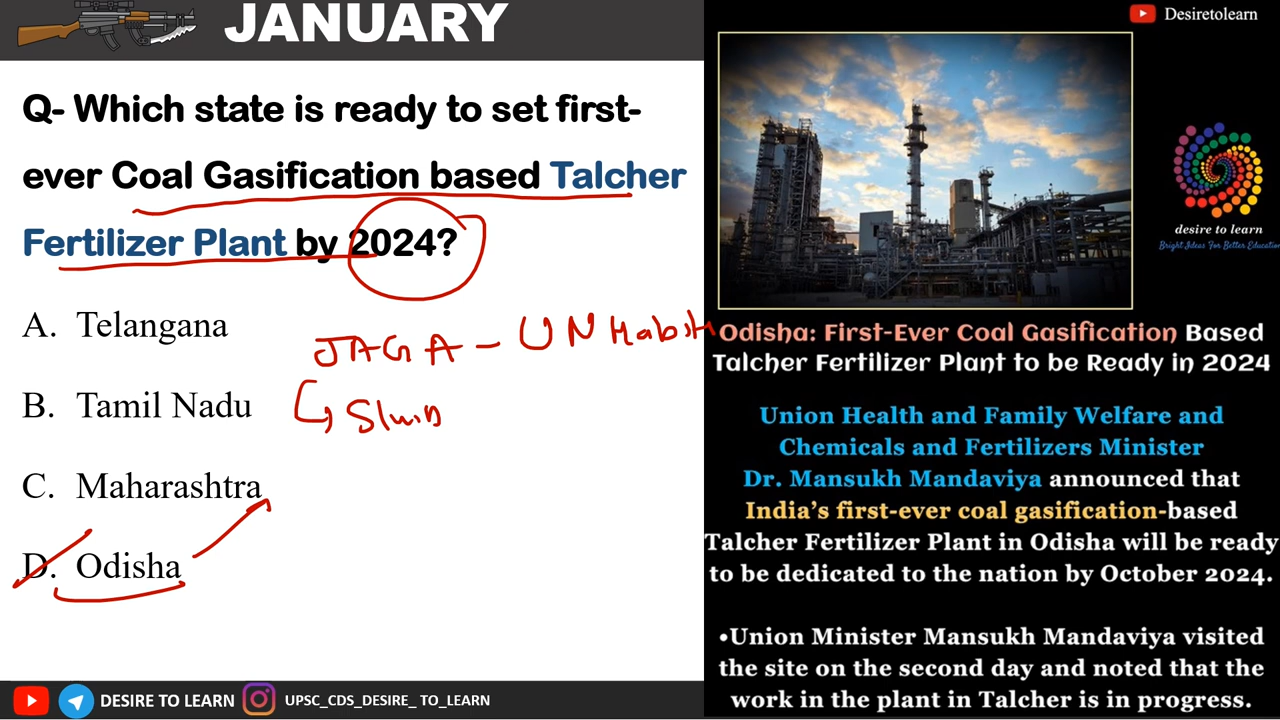 JANUARY
Q- Which state is ready to set first-
ever Coal Gasification based Talcher
Fertilizer Plant by 2024?
A. Telangana
B. Tamil Nadu
C. Maharashtra
D. Odisha
JAGA - UN Habit
DESIRE TO LEARN
UPSC_CDS_DESIRE_ TO_LEARN
Desiretolearn
desire to learn
Bright Ideas For Better Education
Odisha: First-Ever Coal Gasification Based
Talcher Fertilizer Plant to be Ready in 2024
Union Health and Family Welfare and
Chemicals and Fertilizers Minister
Dr. Mansukh Mandaviya announced that
India's first-ever coal gasification-based
Talcher Fertilizer Plant in Odisha will be ready
to be dedicated to the nation by October 2024.
•Union Minister Mansukh Mandaviya visited
the site on the second day and noted that the
work in the plant in Talcher is in progress.